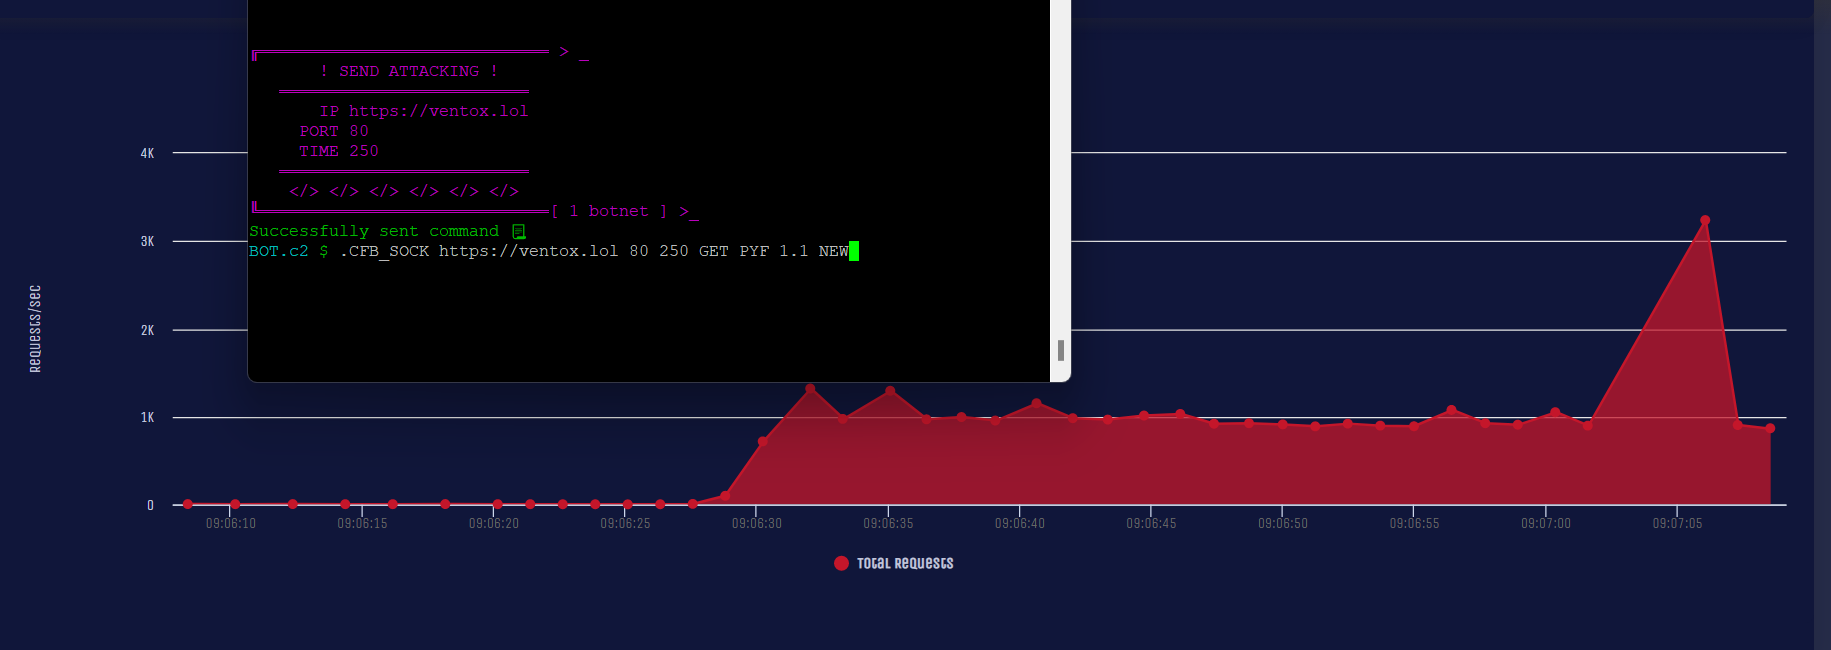 > _
! SEND ATTACKING !
IP https://ventox.lol
PORT 80
TIME 250
</> </> </> </> </> </>
[ 1 botnet ] >_
Successfully sent command
BOT.c2 $ .CFB_SOCK https://ventox.lol 80 250 GET PYF 1.1 NEW
Requests/sec
4K
3K
2K
1K
0
09:06:10 09:06:15 09:06:20 09:06:25 09:06:30 09:06:35 09:06:40 09:06:45 09:06:50 09:06:55 09:07:00 09:07:05
Total Requests